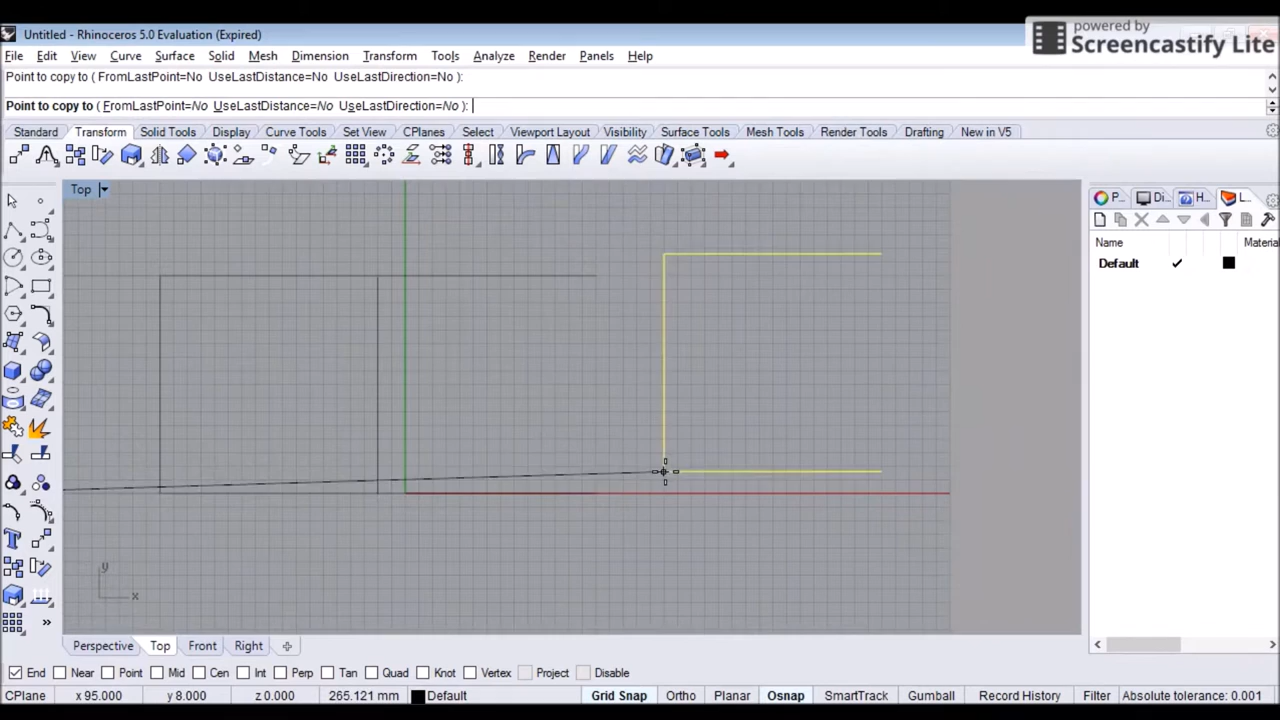 powered by
Screencastify Lite
Untitled - Rhinoceros 5.0 Evaluation (Expired)
File Edit View Curve Surface Solid Mesh Dimension Transform Tools Analyze Render Panels Help
Point to copy to ( FromLastPoint=No UseLastDistance=No UseLastDirection=No ):
Point to copy to ( FromLastPoint=No UseLastDistance=No UseLastDirection=No ):
Standard Transform Solid Tools Display Curve Tools Set View CPlanes Select Viewport Layout Visibility Surface Tools Mesh Tools Render Tools Drafting New in V5
Top
P... Di... H... L...
Name Materia
Default
y
x
Perspective Top Front Right
End Near Point Mid Cen Int Perp Tan Quad Knot Vertex Project Disable
CPlane x 95.000 y 8.000 z 0.000 265.121 mm Default Grid Snap Ortho Planar Osnap SmartTrack Gumball Record History Filter Absolute tolerance: 0.001